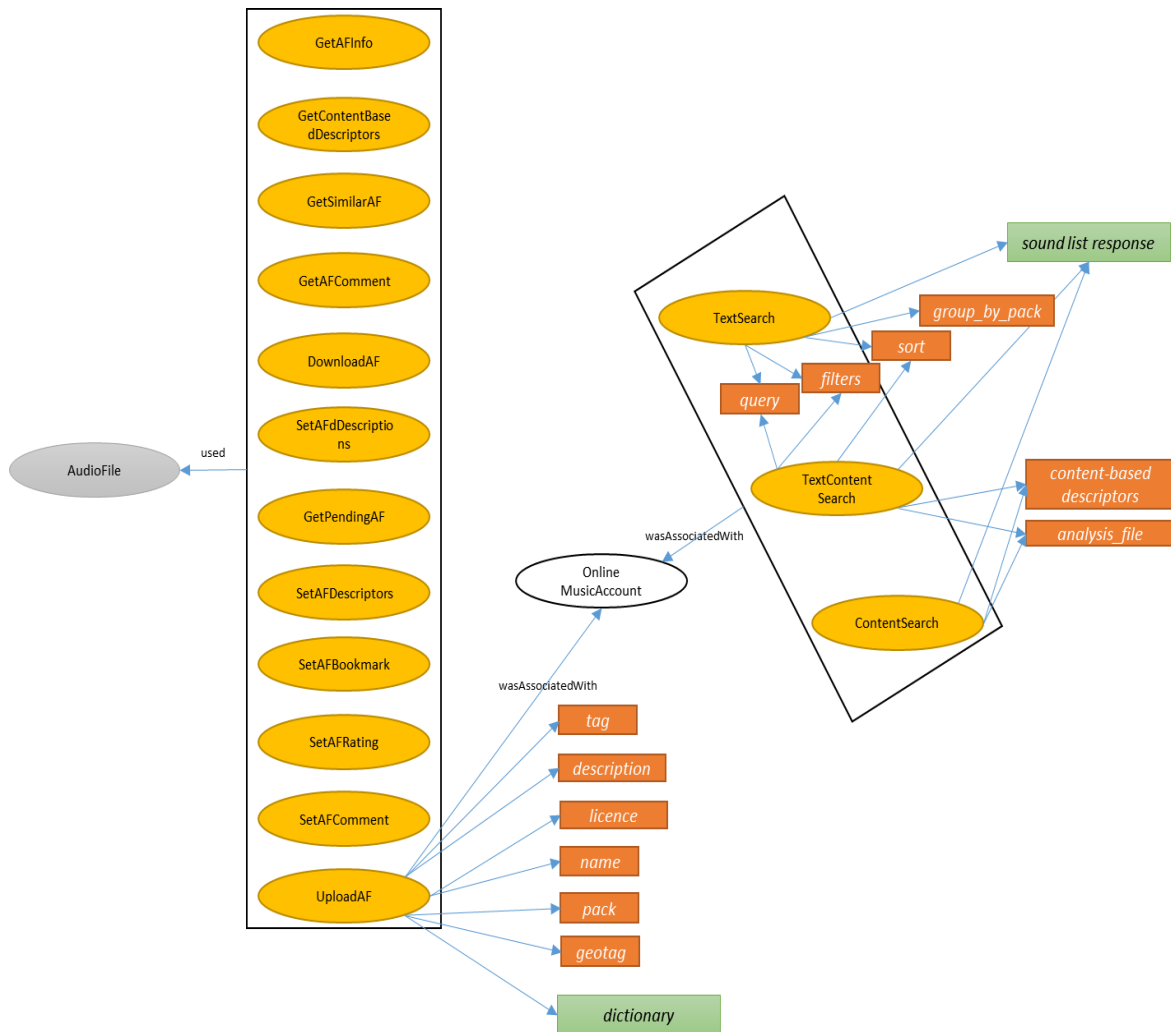 GetAFInfo
GetContentBas
edDescriptors
GetSimilarAF
GetAFComment
DownloadAF
SetAFdDescriptio
ns
GetPendingAF
SetAFDescriptors
SetAFBookmark
SetAFRating
SetAFComment
UploadAF
AudioFile
used
TextSearch
TextContent
Search
ContentSearch
sound list response
group_by_pack
sort
filters
query
content-based
descriptors
analysis_file
wasAssociatedWith
Online
MusicAccount
wasAssociatedWith
tag
description
licence
name
pack
geotag
dictionary